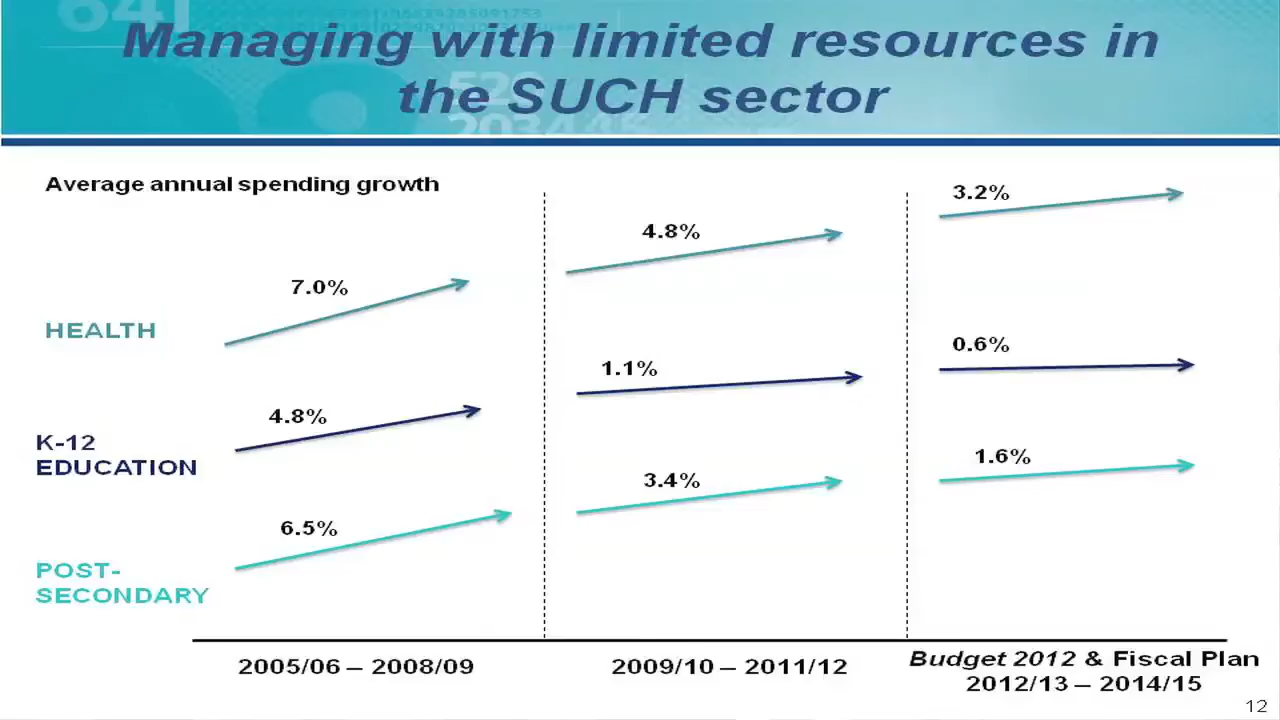 Managing with limited resources in
the SUCH sector
Average annual spending growth
HEALTH
7.0%
4.8%
3.2%
K-12
EDUCATION
4.8%
1.1%
0.6%
POST-
SECONDARY
6.5%
3.4%
1.6%
2005/06 – 2008/09
2009/10 – 2011/12
Budget 2012 & Fiscal Plan
2012/13 – 2014/15
12